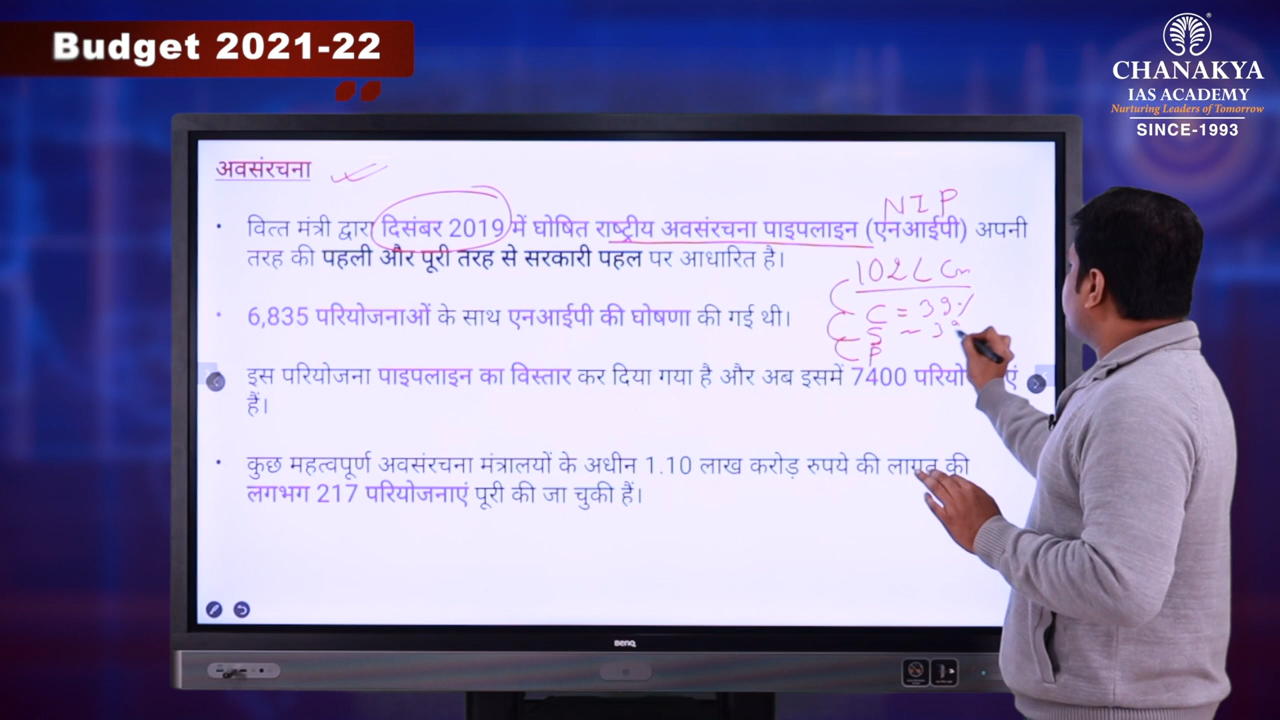 Budget 2021-22
CHANAKYA
IAS ACADEMY
Nurturing Leaders of Tomorrow
SINCE-1993
अवसंरचना
NIP
• वित्त मंत्री द्वारा दिसंबर 2019 में घोषित राष्ट्रीय अवसंरचना पाइपलाइन (एनआईपी) अपनी
तरह की पहली और पूरी तरह से सरकारी पहल पर आधारित है।
102 L Cr
C = 39%
• 6,835 परियोजनाओं के साथ एनआईपी की घोषणा की गई थी।
S ~ 39
P
इस परियोजना पाइपलाइन का विस्तार कर दिया गया है और अब इसमें 7400
हैं।
• कुछ महत्वपूर्ण अवसंरचना मंत्रालयों के अधीन 1.10 लाख करोड़ रुपये की लागत की
लगभग 217 परियोजनाएं पूरी की जा चुकी हैं।
BenQ